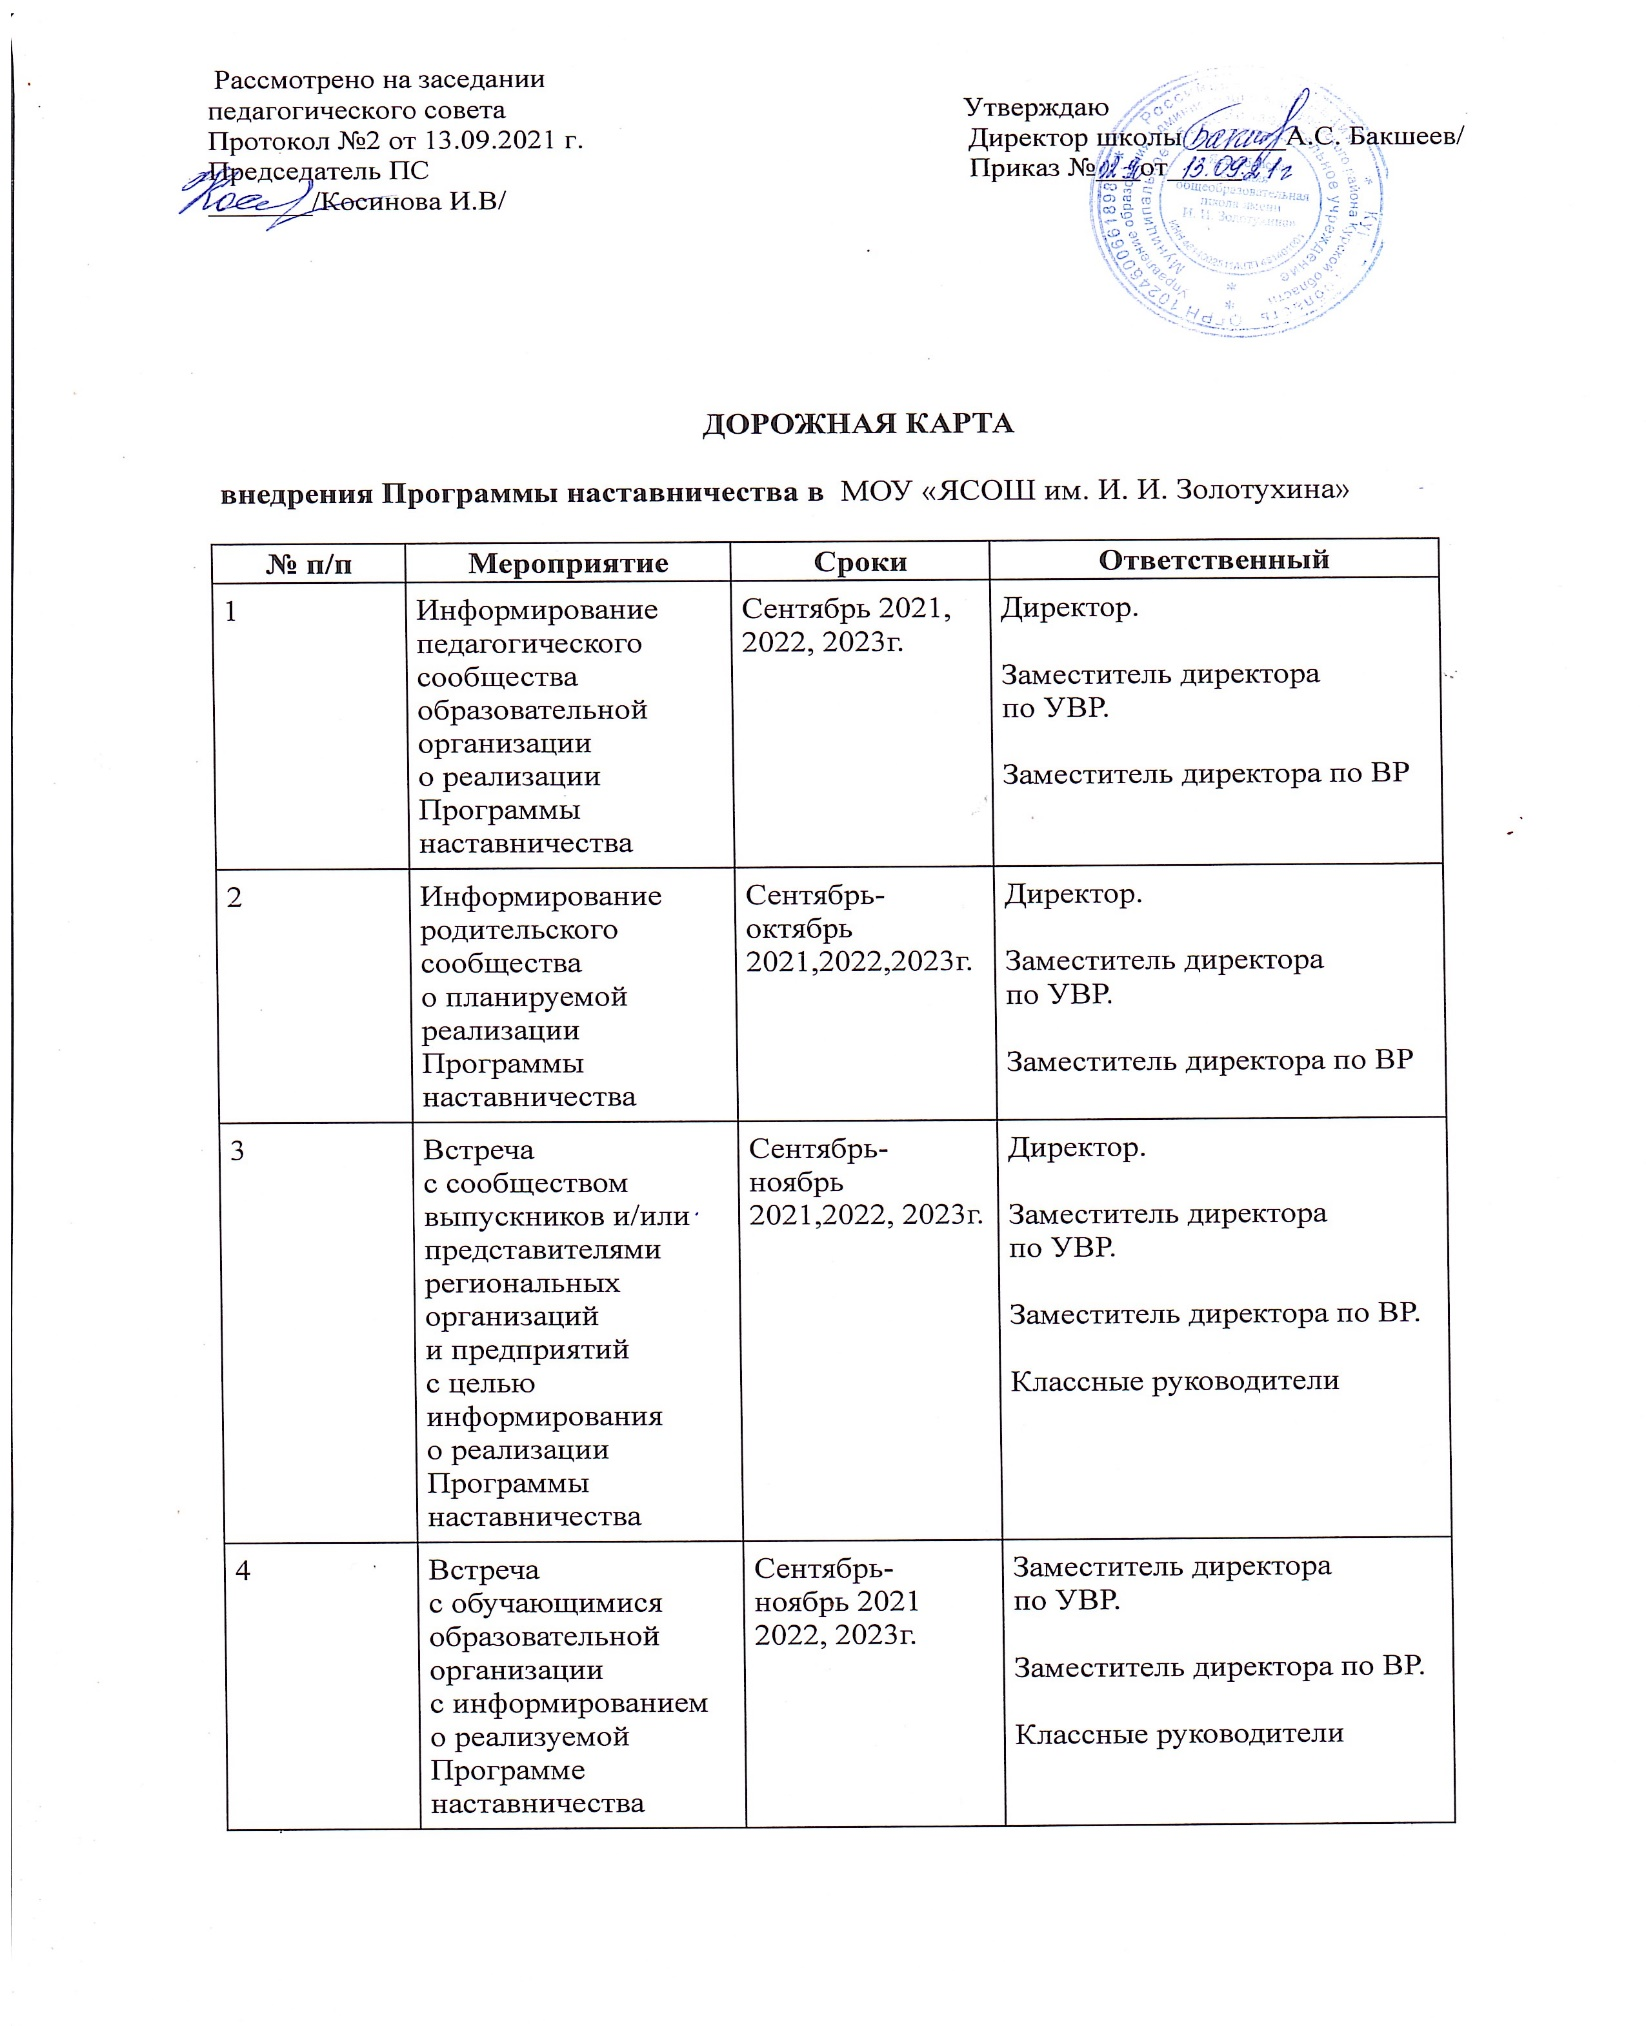 Рассмотрено на заседании
педагогического совета
Протокол №2 от 13.09.2021 г.
Председатель ПС
/Косинова И.В/
Утверждаю
Директор школы А.С. Бакшеев/
Приказ № от 13.09.21г
общеобразовательная
школа имени
И. И. Золотухина
ОГРН
ДОРОЖНАЯ КАРТА
внедрения Программы наставничества в МОУ «ЯСОШ им. И. И. Золотухина»
№ п/п Мероприятие Сроки Ответственный
1
Информирование
педагогического
сообщества
образовательной
организации
о реализации
Программы
наставничества
Сентябрь 2021,
2022, 2023г.
Директор.
Заместитель директора
по УВР.
Заместитель директора по ВР
2
Информирование
родительского
сообщества
о планируемой
реализации
Программы
наставничества
Сентябрь-
октябрь
2021,2022,2023г.
Директор.
Заместитель директора
по УВР.
Заместитель директора по ВР
3
Встреча
с сообществом
выпускников и/или
представителями
региональных
организаций
и предприятий
с целью
информирования
о реализации
Программы
наставничества
Сентябрь-
ноябрь
2021,2022, 2023г.
Директор.
Заместитель директора
по УВР.
Заместитель директора по ВР.
Классные руководители
4
Встреча
с обучающимися
образовательной
организации
с информированием
о реализуемой
Программе
наставничества
Сентябрь-
ноябрь 2021
2022, 2023г.
Заместитель директора
по УВР.
Заместитель директора по ВР.
Классные руководители